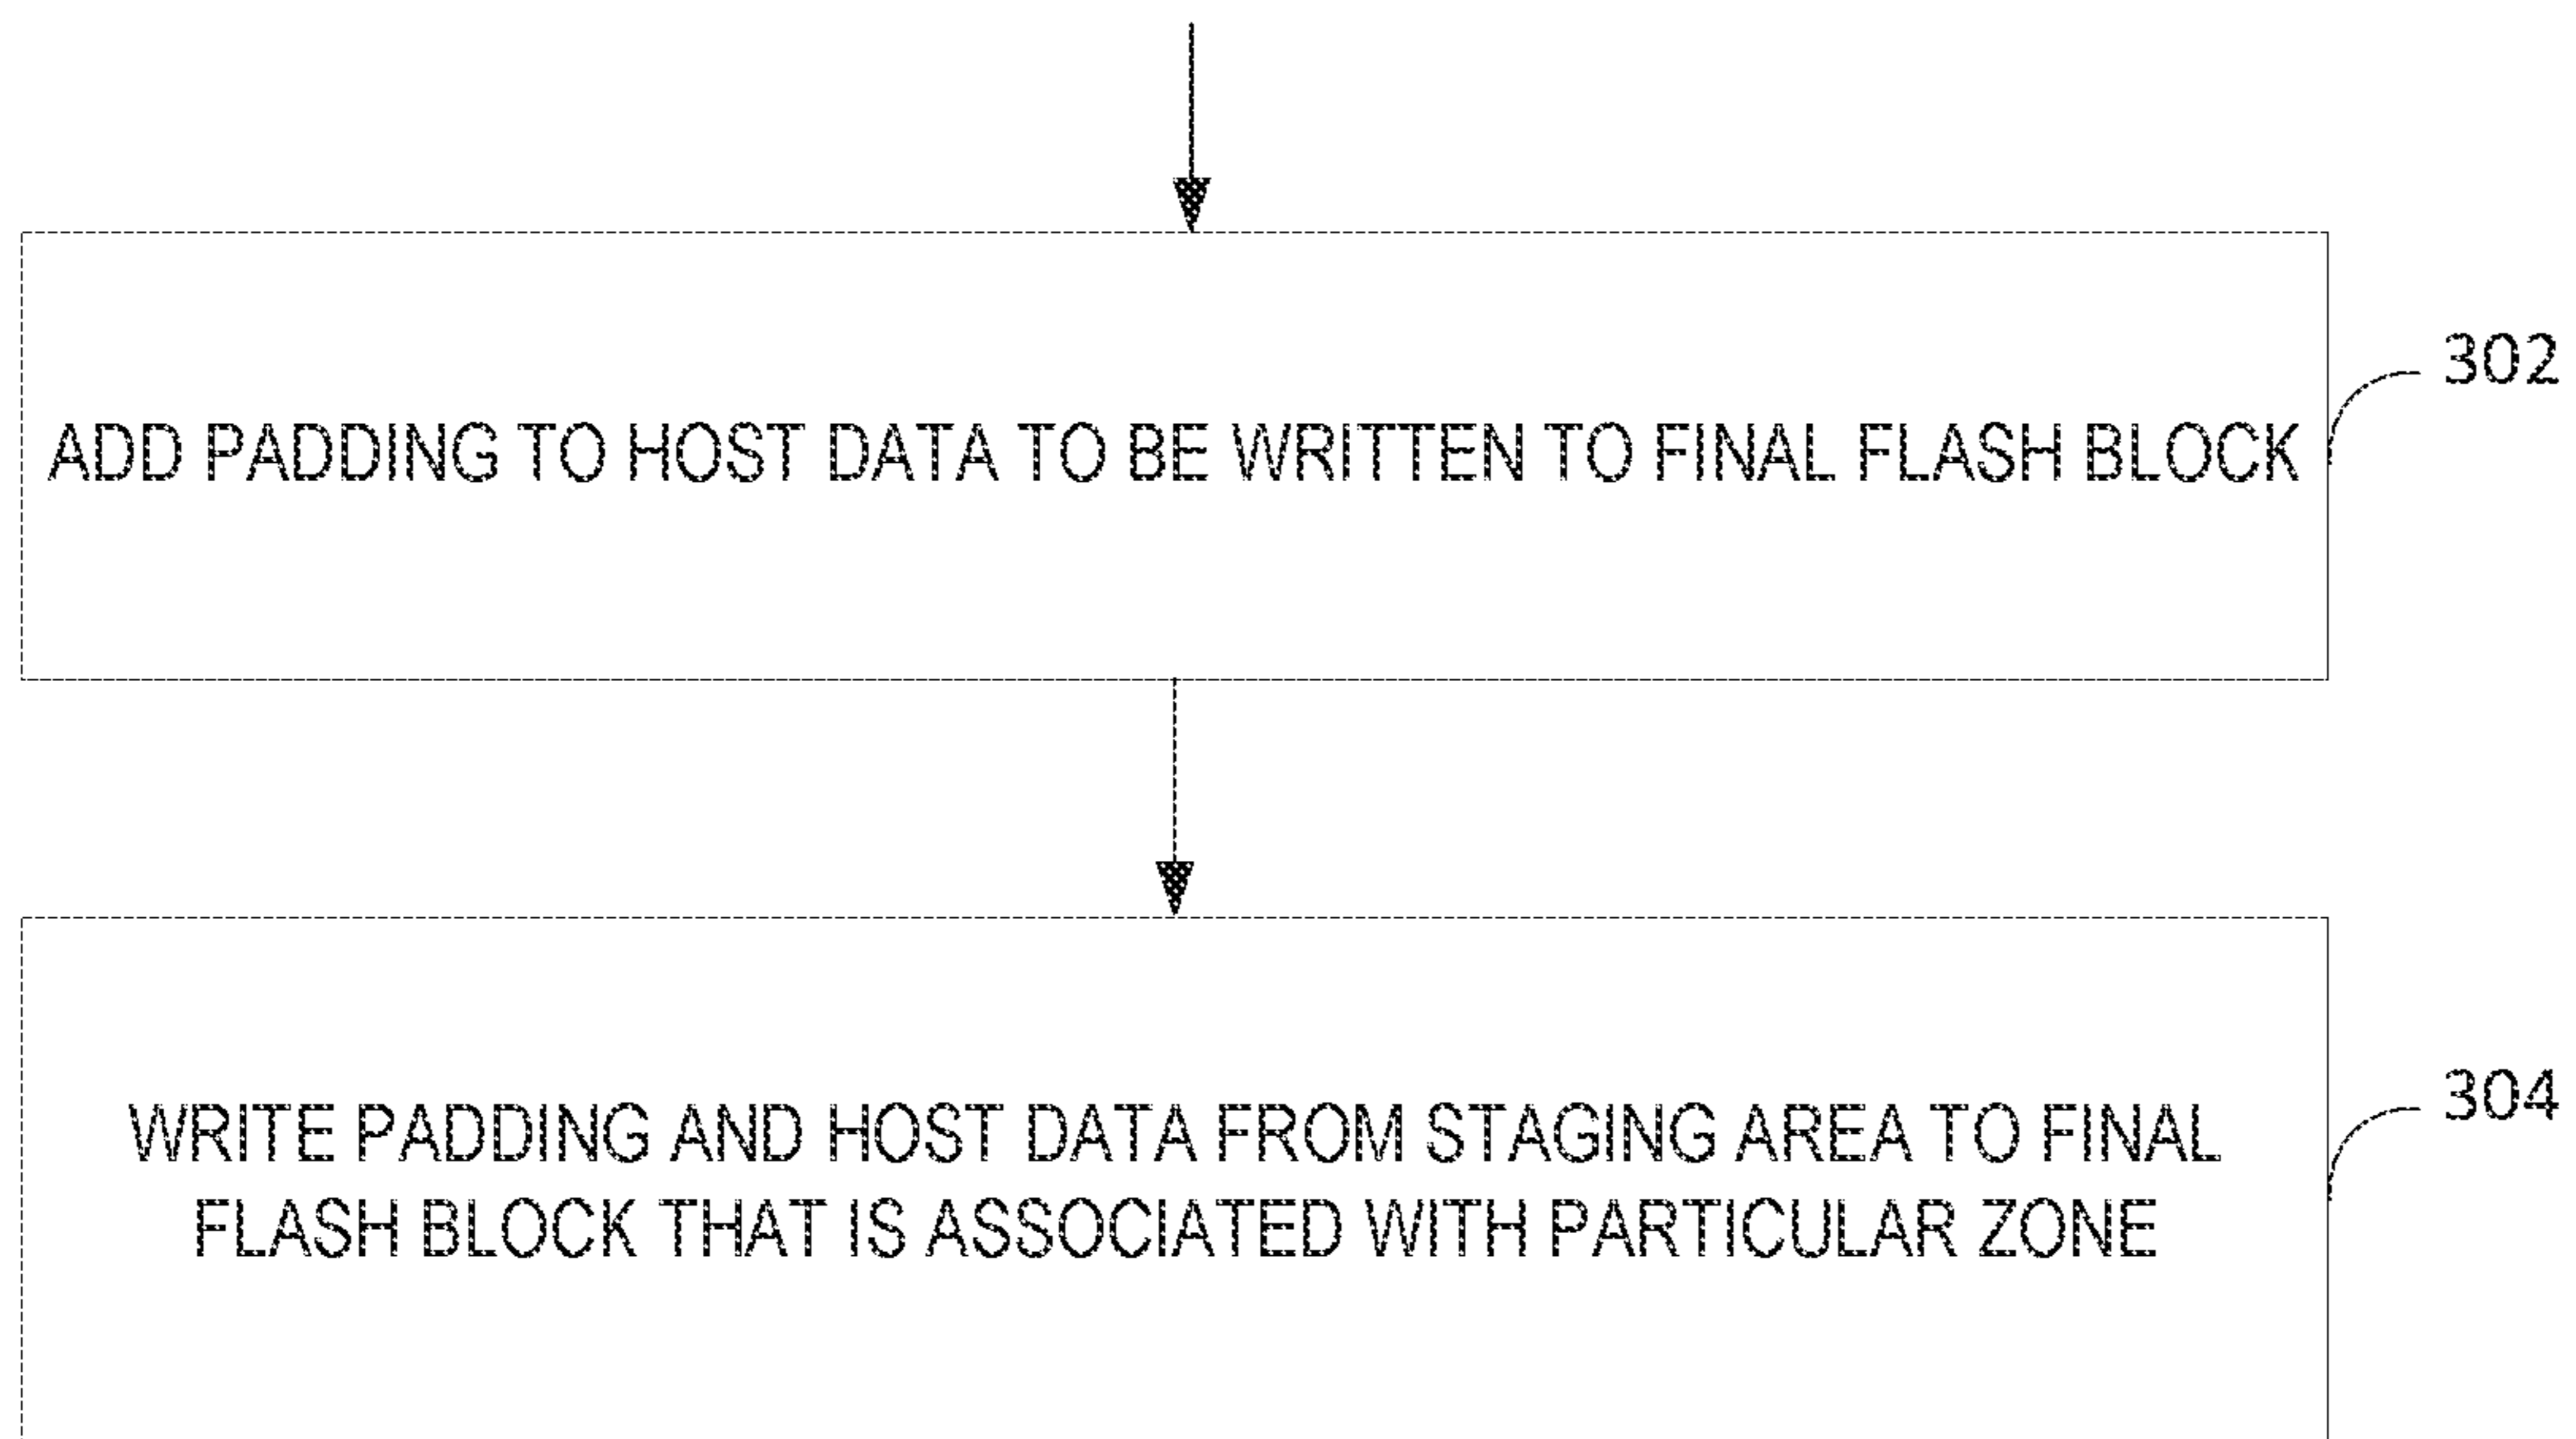 302
ADD PADDING TO HOST DATA TO BE WRITTEN TO FINAL FLASH BLOCK
304
WRITE PADDING AND HOST DATA FROM STAGING AREA TO FINAL
FLASH BLOCK THAT IS ASSOCIATED WITH PARTICULAR ZONE